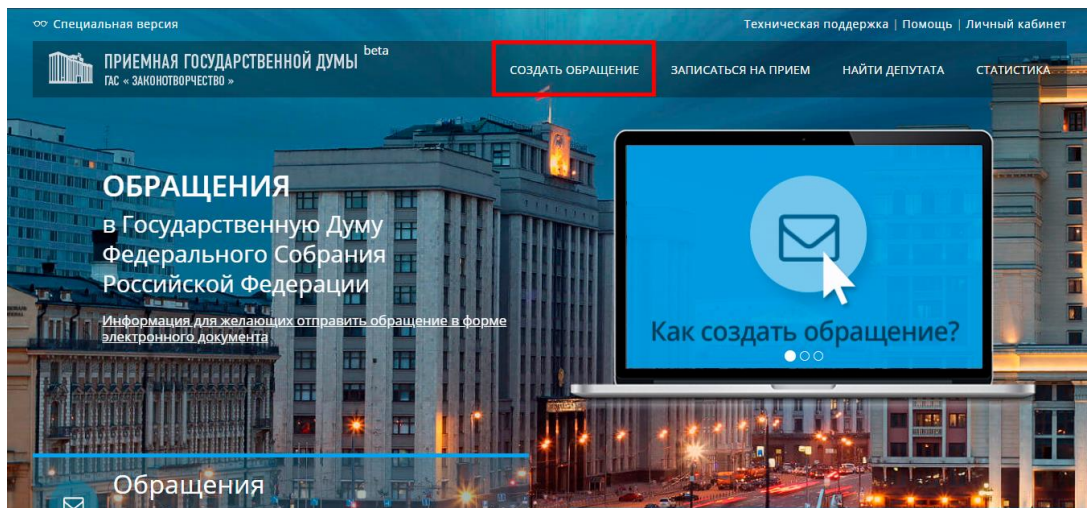 Специальная версия
Техническая поддержка | Помощь | Личный кабинет
ПРИЕМНАЯ ГОСУДАРСТВЕННОЙ ДУМЫ beta
ГАС « ЗАКОНОТВОРЧЕСТВО »
СОЗДАТЬ ОБРАЩЕНИЕ
ЗАПИСАТЬСЯ НА ПРИЕМ
НАЙТИ ДЕПУТАТА
СТАТИСТИКА
ОБРАЩЕНИЯ
в Государственную Думу
Федерального Собрания
Российской Федерации
Информация для желающих отправить обращение в форме
электронного документа
Как создать обращение?
Обращения